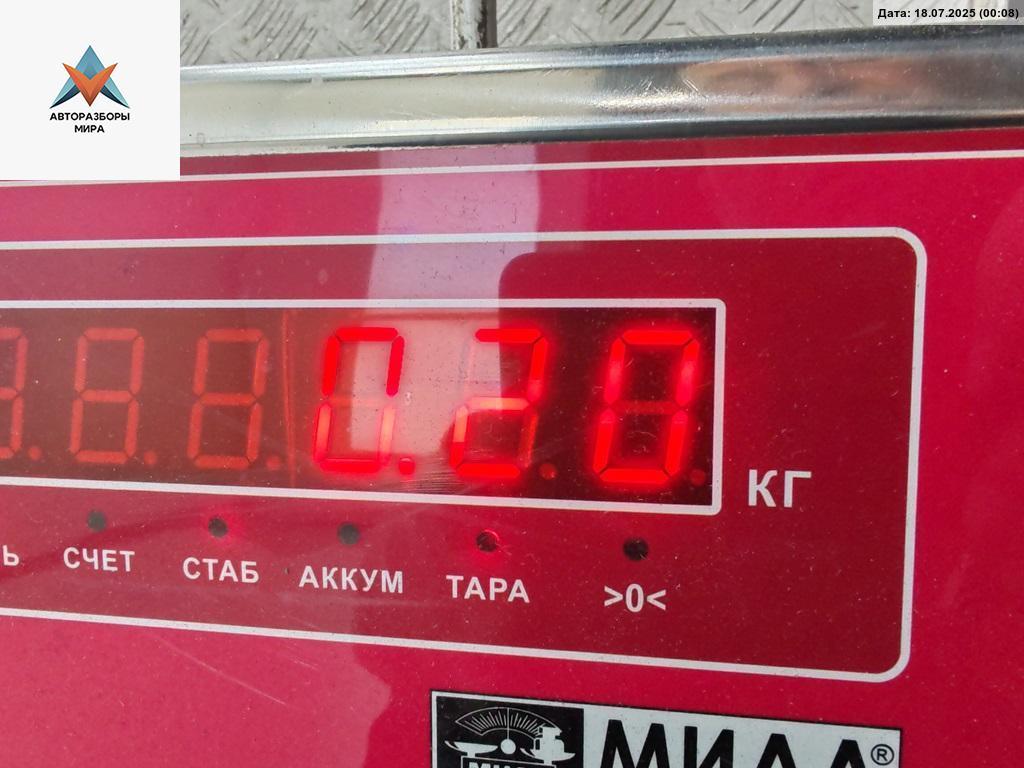 Дата: 18.07.2025 (00:08)
АВТОРАЗБОРЫ
МИРА
0.20
КГ
СЧЕТ СТАБ АККУМ ТАРА >0<